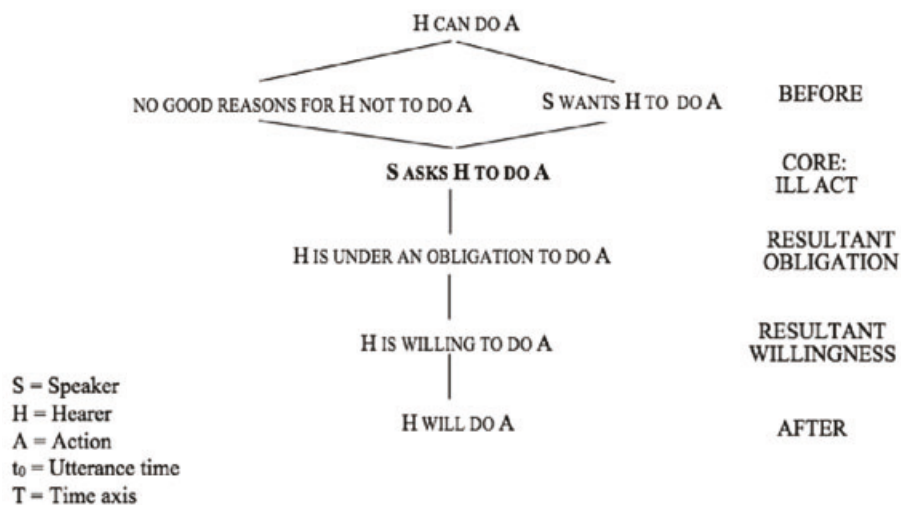 H CAN DO A
NO GOOD REASONS FOR H NOT TO DO A
S WANTS H TO DO A
BEFORE
S ASKS H TO DO A
CORE:
ILL ACT
H IS UNDER AN OBLIGATION TO DO A
RESULTANT
OBLIGATION
H IS WILLING TO DO A
RESULTANT
WILLINGNESS
H WILL DO A
AFTER
S = Speaker
H = Hearer
A = Action
t₀ = Utterance time
T = Time axis